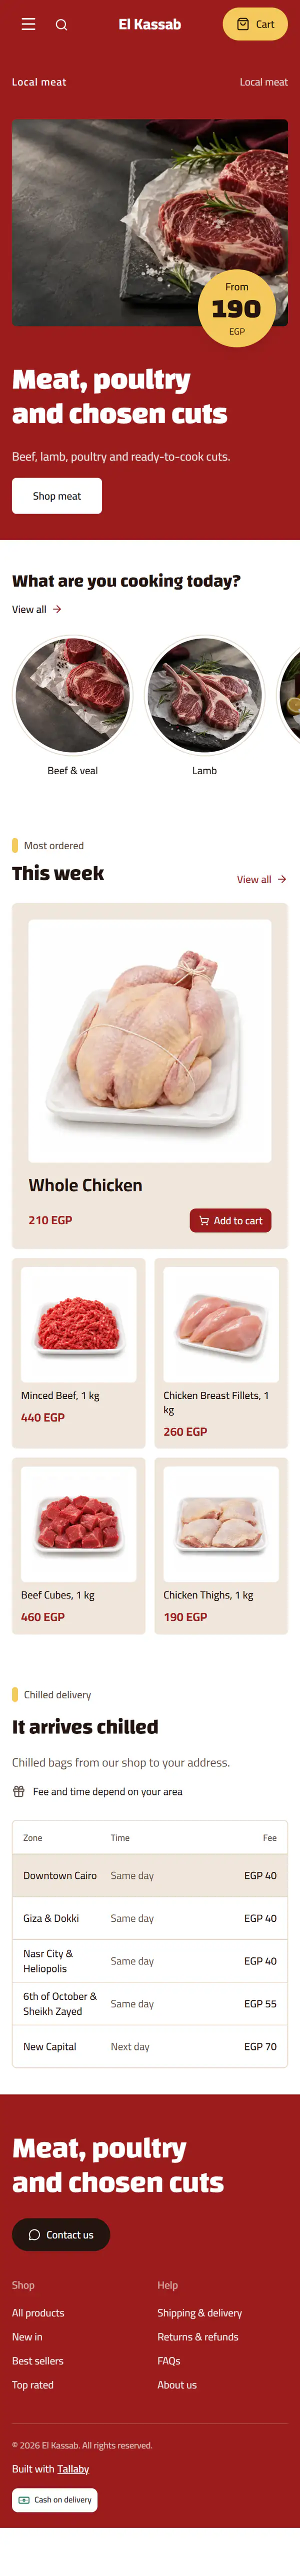 El Kassab
Cart
Local meat
Local meat
From
190
EGP
Meat, poultry
and chosen cuts
Beef, lamb, poultry and ready-to-cook cuts.
Shop meat
What are you cooking today?
View all
Beef & veal
Lamb
Most ordered
This week
View all
Whole Chicken
210 EGP
Add to cart
Minced Beef, 1 kg
440 EGP
Chicken Breast Fillets, 1
kg
260 EGP
Beef Cubes, 1 kg
460 EGP
Chicken Thighs, 1 kg
190 EGP
Chilled delivery
It arrives chilled
Chilled bags from our shop to your address.
Fee and time depend on your area
Zone Time Fee
Downtown Cairo Same day EGP 40
Giza & Dokki Same day EGP 40
Nasr City &
Heliopolis Same day EGP 40
6th of October &
Sheikh Zayed Same day EGP 55
New Capital Next day EGP 70
Meat, poultry
and chosen cuts
Contact us
Shop
All products
New in
Best sellers
Top rated
Help
Shipping & delivery
Returns & refunds
FAQs
About us
© 2026 El Kassab. All rights reserved.
Built with Tallaby
Cash on delivery